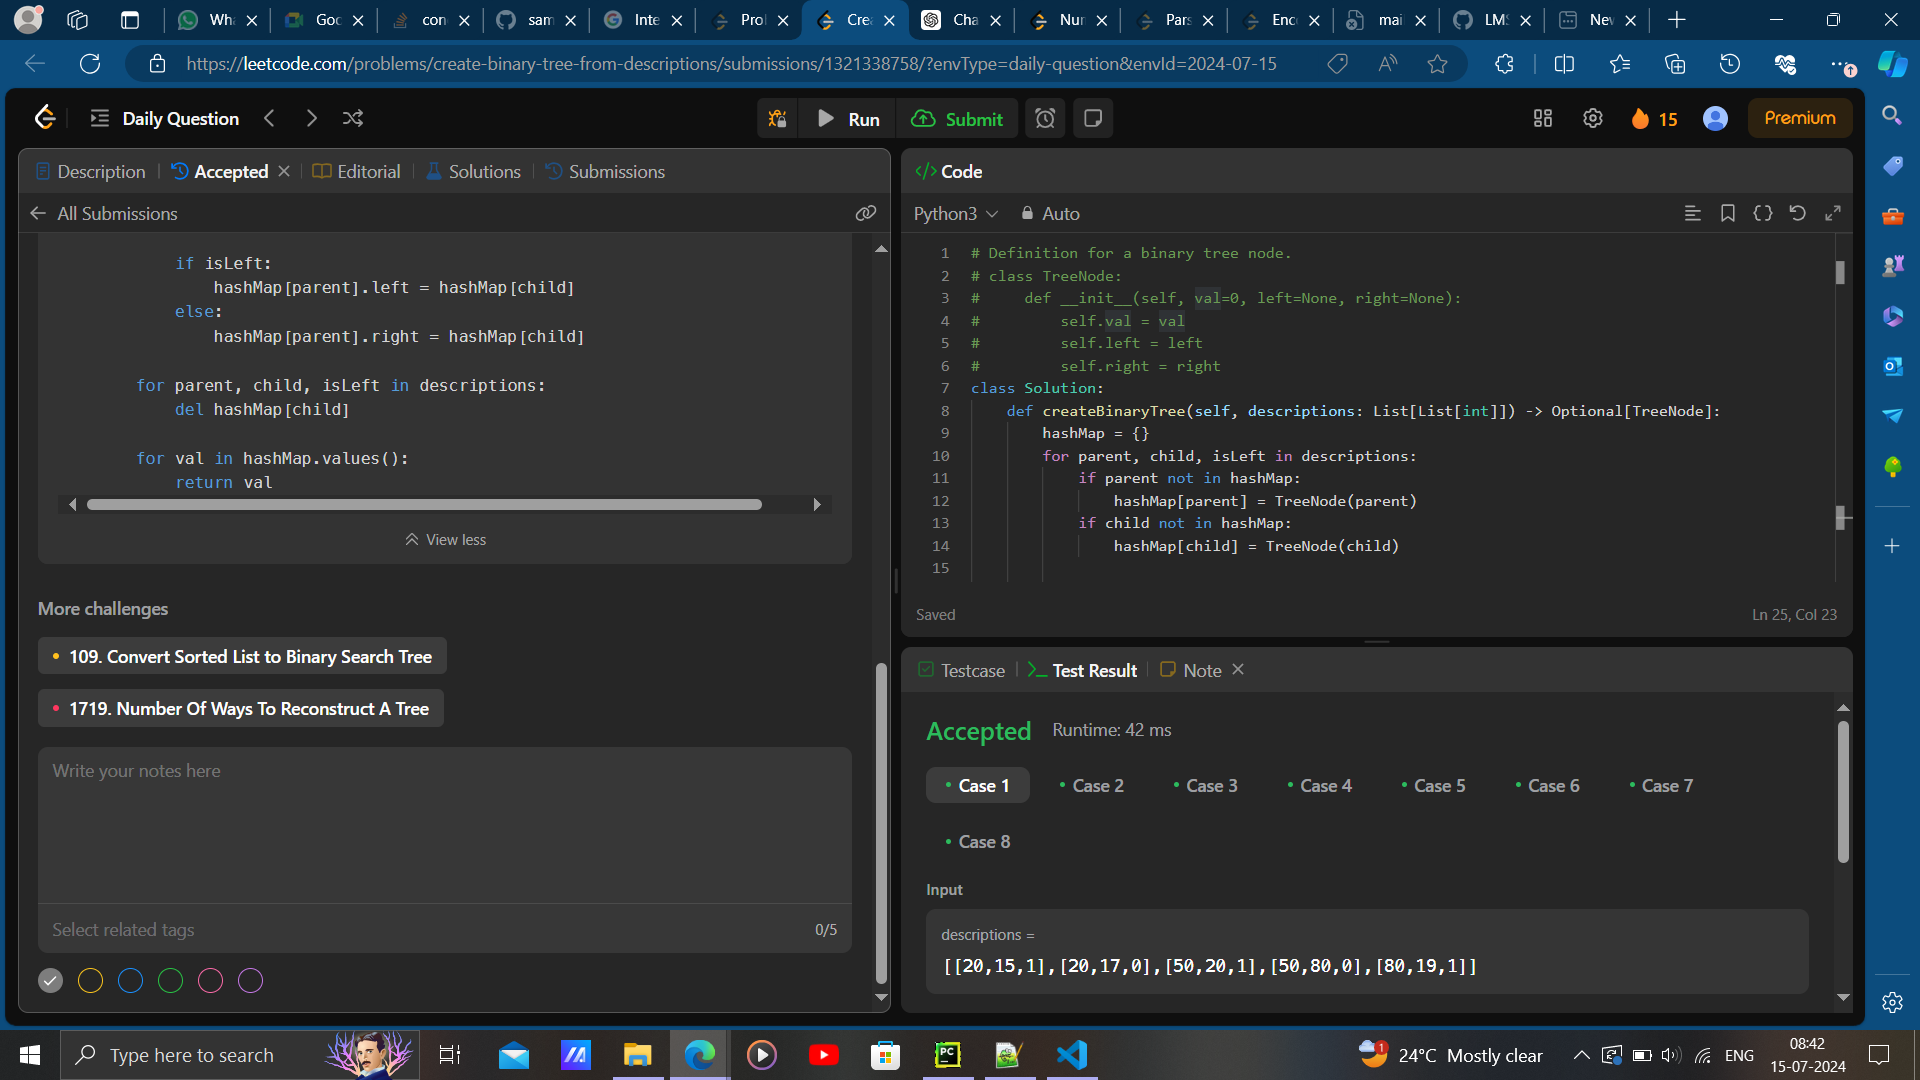 Wha
Goo
con
sam
Inte
Pro
Crea
Cha
Nur
Pars
Enc
mai
LMS
Nev
https://leetcode.com/problems/create-binary-tree-from-descriptions/submissions/1321338758/?envType=daily-question&envId=2024-07-15
Daily Question
Run
Submit
15
Premium
Description
Accepted
Editorial
Solutions
Submissions
All Submissions
if isLeft:
hashMap[parent].left = hashMap[child]
else:
hashMap[parent].right = hashMap[child]
for parent, child, isLeft in descriptions:
del hashMap[child]
for val in hashMap.values():
return val
View less
More challenges
109. Convert Sorted List to Binary Search Tree
1719. Number Of Ways To Reconstruct A Tree
Write your notes here
Select related tags
0/5
</> Code
Python3
Auto
1 # Definition for a binary tree node.
2 # class TreeNode:
3 #     def __init__(self, val=0, left=None, right=None):
4 #         self.val = val
5 #         self.left = left
6 #         self.right = right
7 class Solution:
8     def createBinaryTree(self, descriptions: List[List[int]]) -> Optional[TreeNode]:
9         hashMap = {}
10         for parent, child, isLeft in descriptions:
11             if parent not in hashMap:
12                 hashMap[parent] = TreeNode(parent)
13             if child not in hashMap:
14                 hashMap[child] = TreeNode(child)
15
Saved
Ln 25, Col 23
Testcase
Test Result
Note
Accepted
Runtime: 42 ms
Case 1
Case 2
Case 3
Case 4
Case 5
Case 6
Case 7
Case 8
Input
descriptions =
[[20,15,1],[20,17,0],[50,20,1],[50,80,0],[80,19,1]]
Type here to search
PC
1
24°C Mostly clear
ENG
08:42
15-07-2024